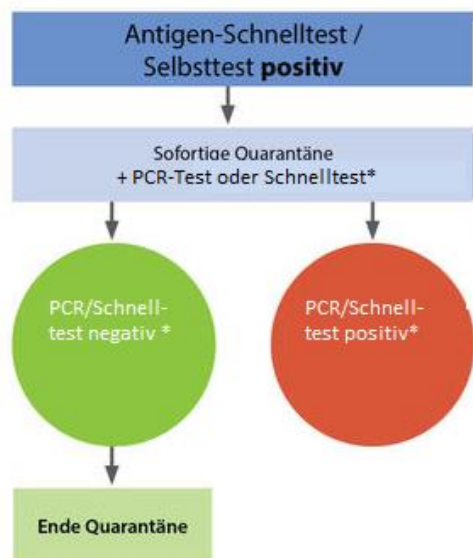 Antigen-Schnelltest /
Selbsttest positiv
Sofortige Quarantäne
+ PCR-Test oder Schnelltest*
PCR/Schnell-
test negativ *
PCR/Schnell-
test positiv*
Ende Quarantäne